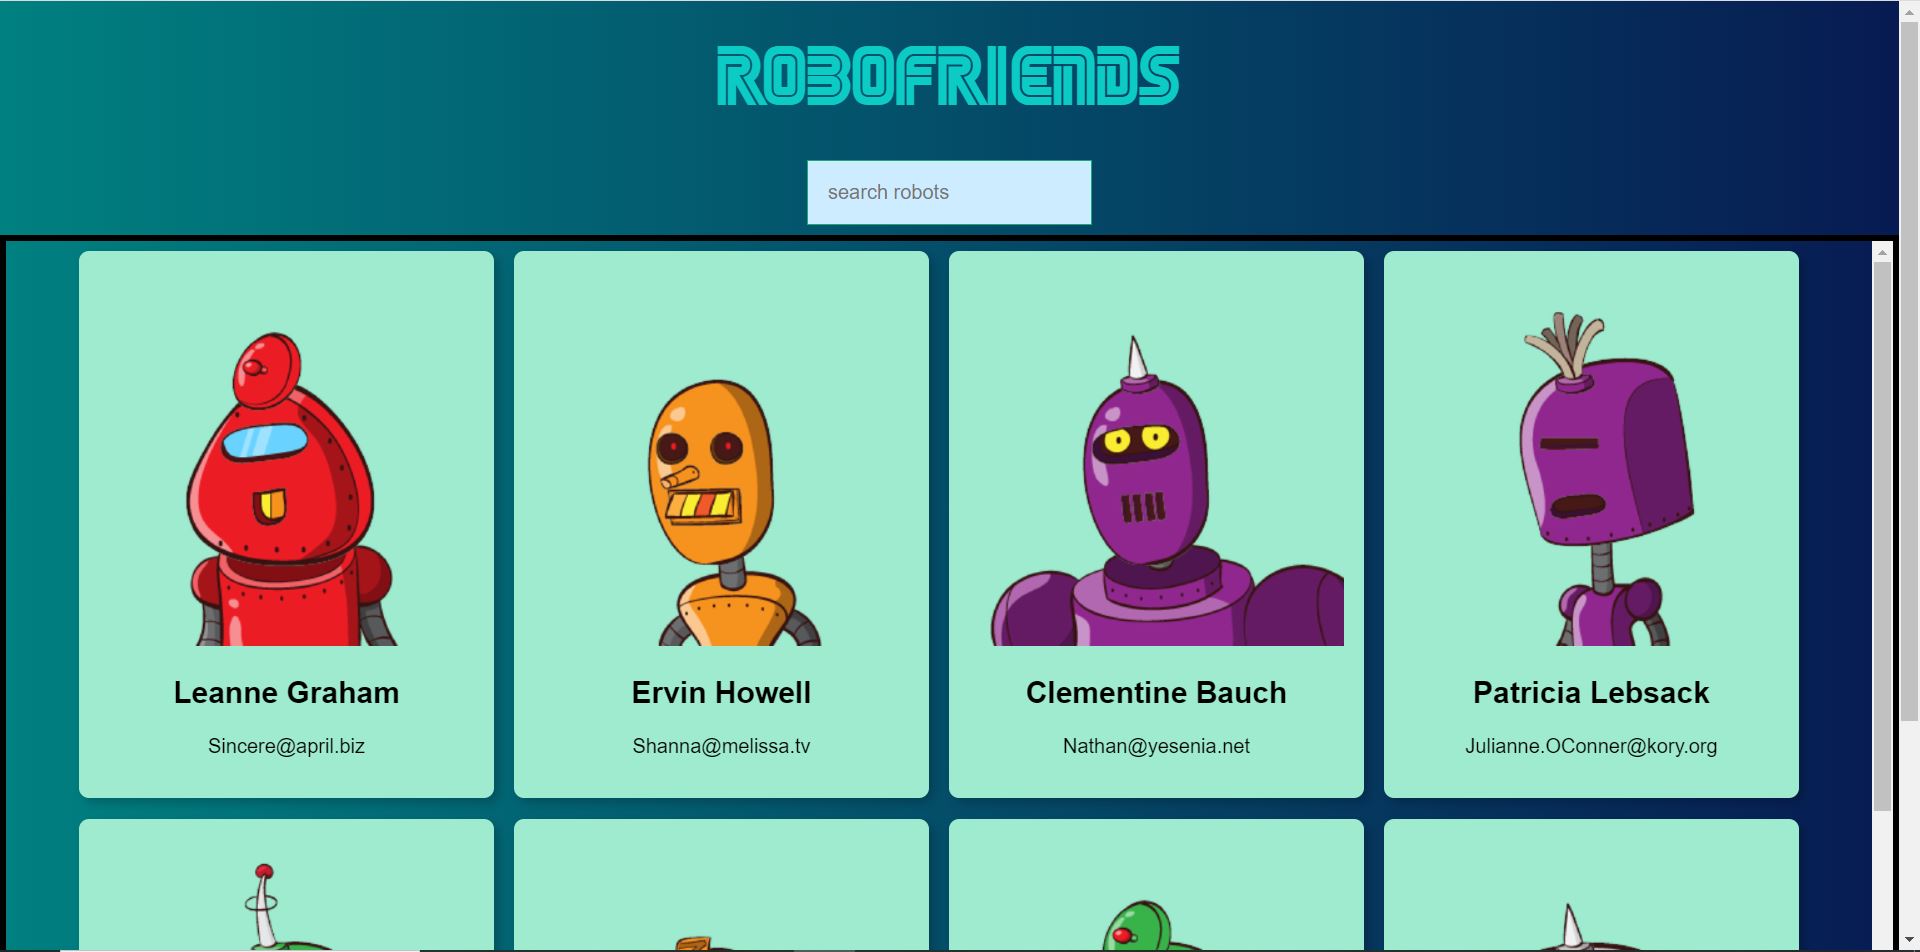 ROBOFRIENDS
search robots
Leanne Graham
Ervin Howell
Clementine Bauch
Patricia Lebsack
Sincere@april.biz
Shanna@melissa.tv
Nathan@yesenia.net
Julianne.OConner@kory.org